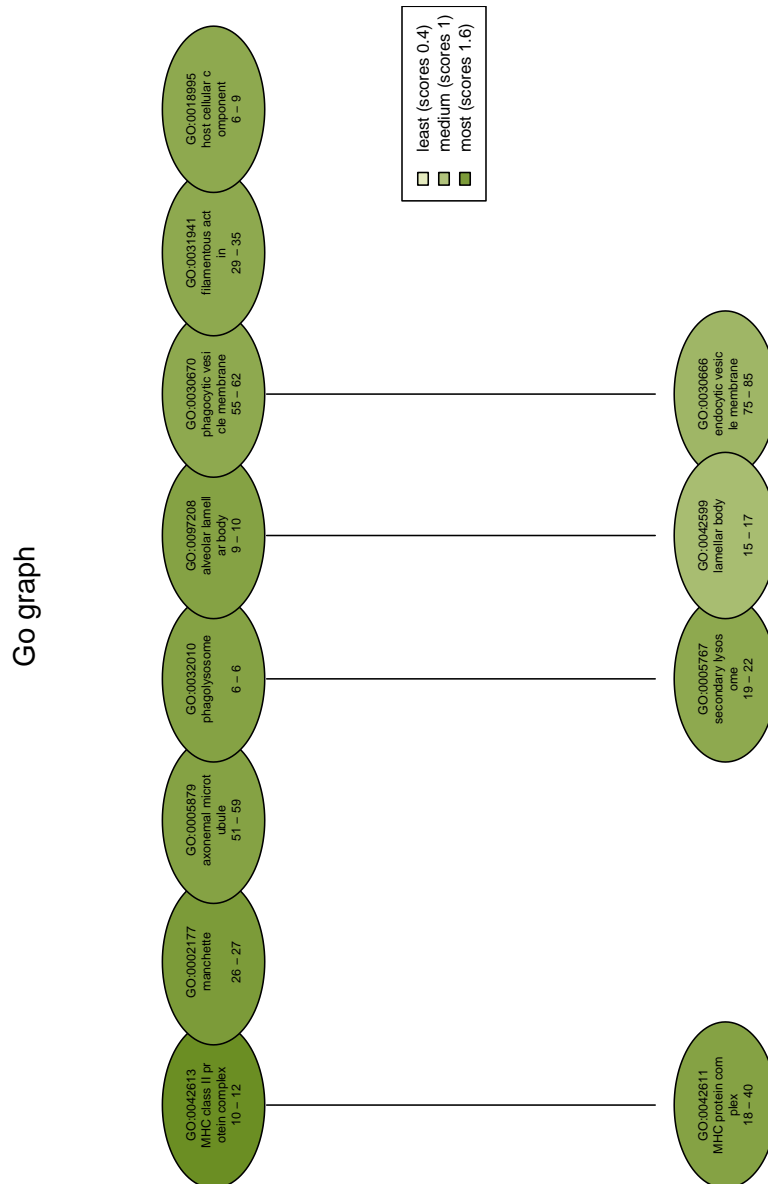 Go graph
GO:0018995
host cellular c
omponent
6 – 9
GO:0031941
filamentous act
in
29 – 35
GO:0030670
phagocytic vesi
cle membrane
55 – 62
GO:0097208
alveolar lamell
ar body
9 – 10
GO:0032010
phagolysosome
6 – 6
GO:0005879
axonemal microt
ubule
51 – 59
GO:0002177
manchette
26 – 27
GO:0042613
MHC class II pr
otein complex
10 – 12
least (scores 0.4)
medium (scores 1)
most (scores 1.6)
GO:0030666
endocytic vesic
le membrane
75 – 85
GO:0042599
lamellar body
15 – 17
GO:0005767
secondary lysos
ome
19 – 22
GO:0042611
MHC protein com
plex
18 – 40